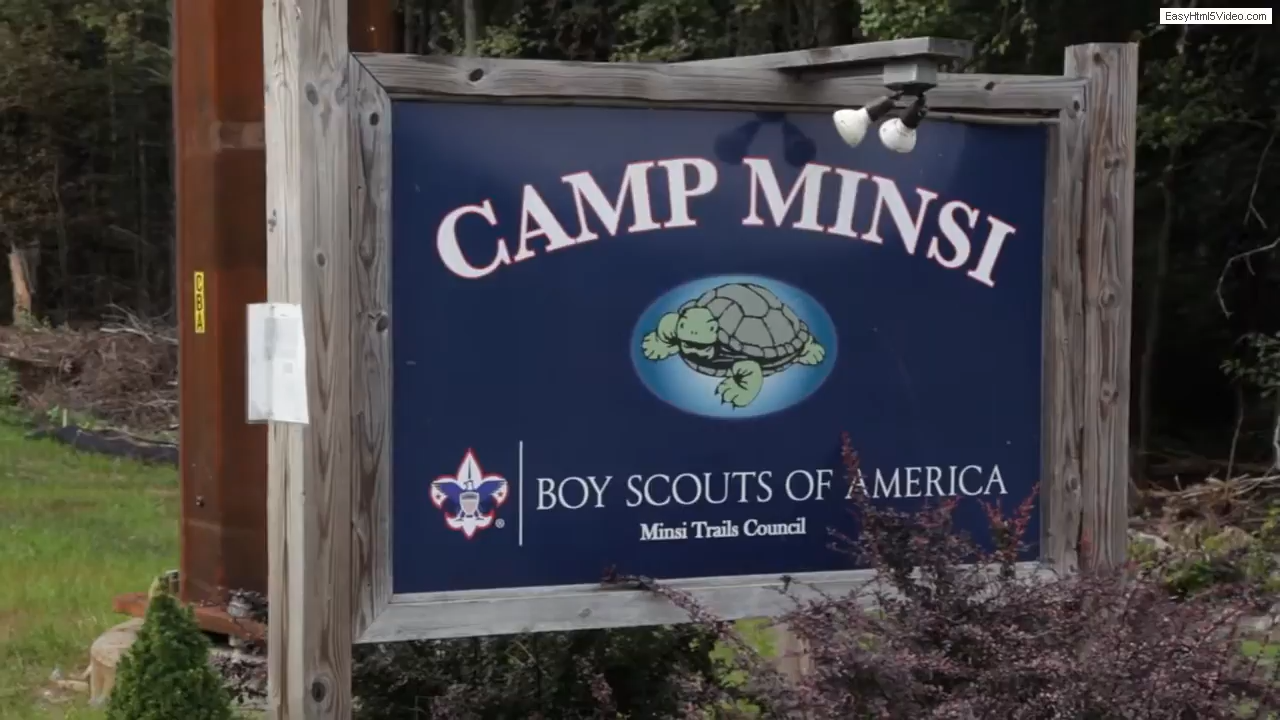 EasyHtml5Video.com
CAMP MINSI
CBA
BOY SCOUTS OF AMERICA
Minsi Trails Council